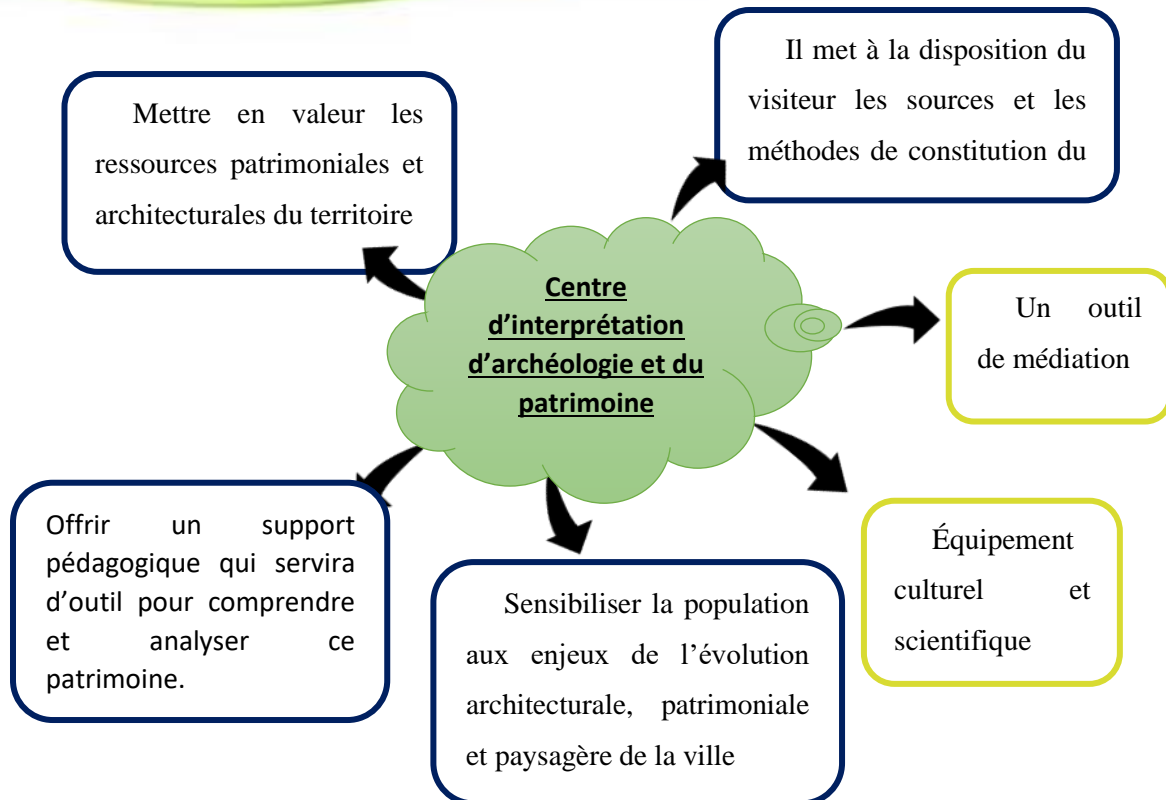 Il met à la disposition du
visiteur les sources et les
méthodes de constitution du
Mettre en valeur les
ressources patrimoniales et
architecturales du territoire
Centre
d'interprétation
d'archéologie et du
patrimoine
Un outil
de médiation
Équipement
culturel et
scientifique
Offrir un support
pédagogique qui servira
d'outil pour comprendre
et analyser ce
patrimoine.
Sensibiliser la population
aux enjeux de l'évolution
architecturale, patrimoniale
et paysagère de la ville